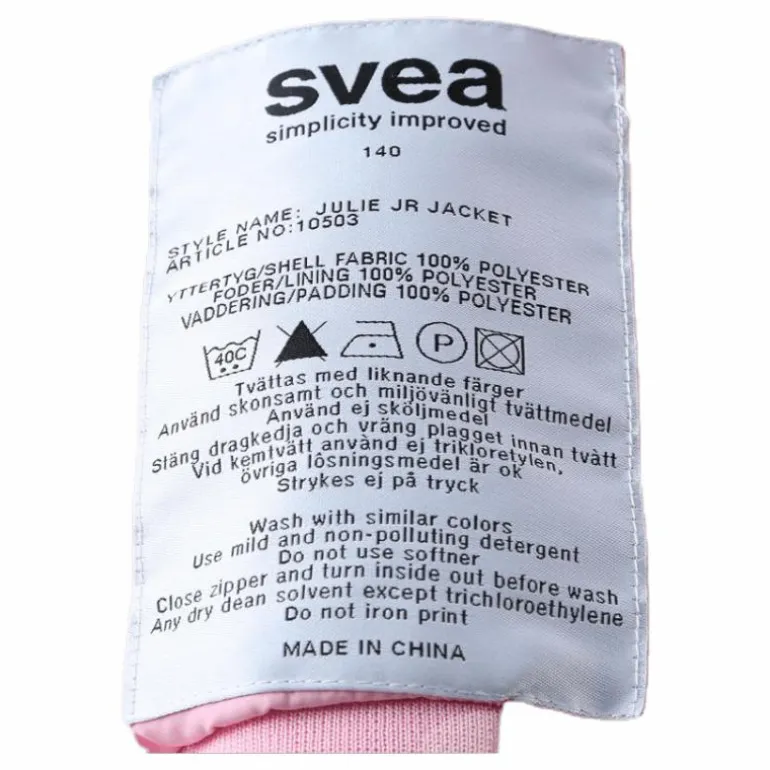 svea
simplicity improved
140
STYLE NAME: JULIE JR JACKET
ARTICLE NO:10503
YTTERTYG/SHELL FABRIC 100% POLYESTER
FODER/LINING 100% POLYESTER
VADDERING/PADDING 100% POLYESTER
40C P
Tvättas med liknande färger
Använd skonsamt och miljövänligt tvättmedel
Använd ej sköljmedel
Stäng dragkedja och vräng plagget innan tvàtt
Vid kemtvätt använd ej trikloretylen,
övriga lösningsmedel är ok
Strykes ej på tryck
Wash with similar colors
Use mild and non-polluting detergent
Do not use softner
Close zipper and turn inside out before wash
Any dry dean solvent except trichloroethylene
Do not iron print
MADE IN CHINA